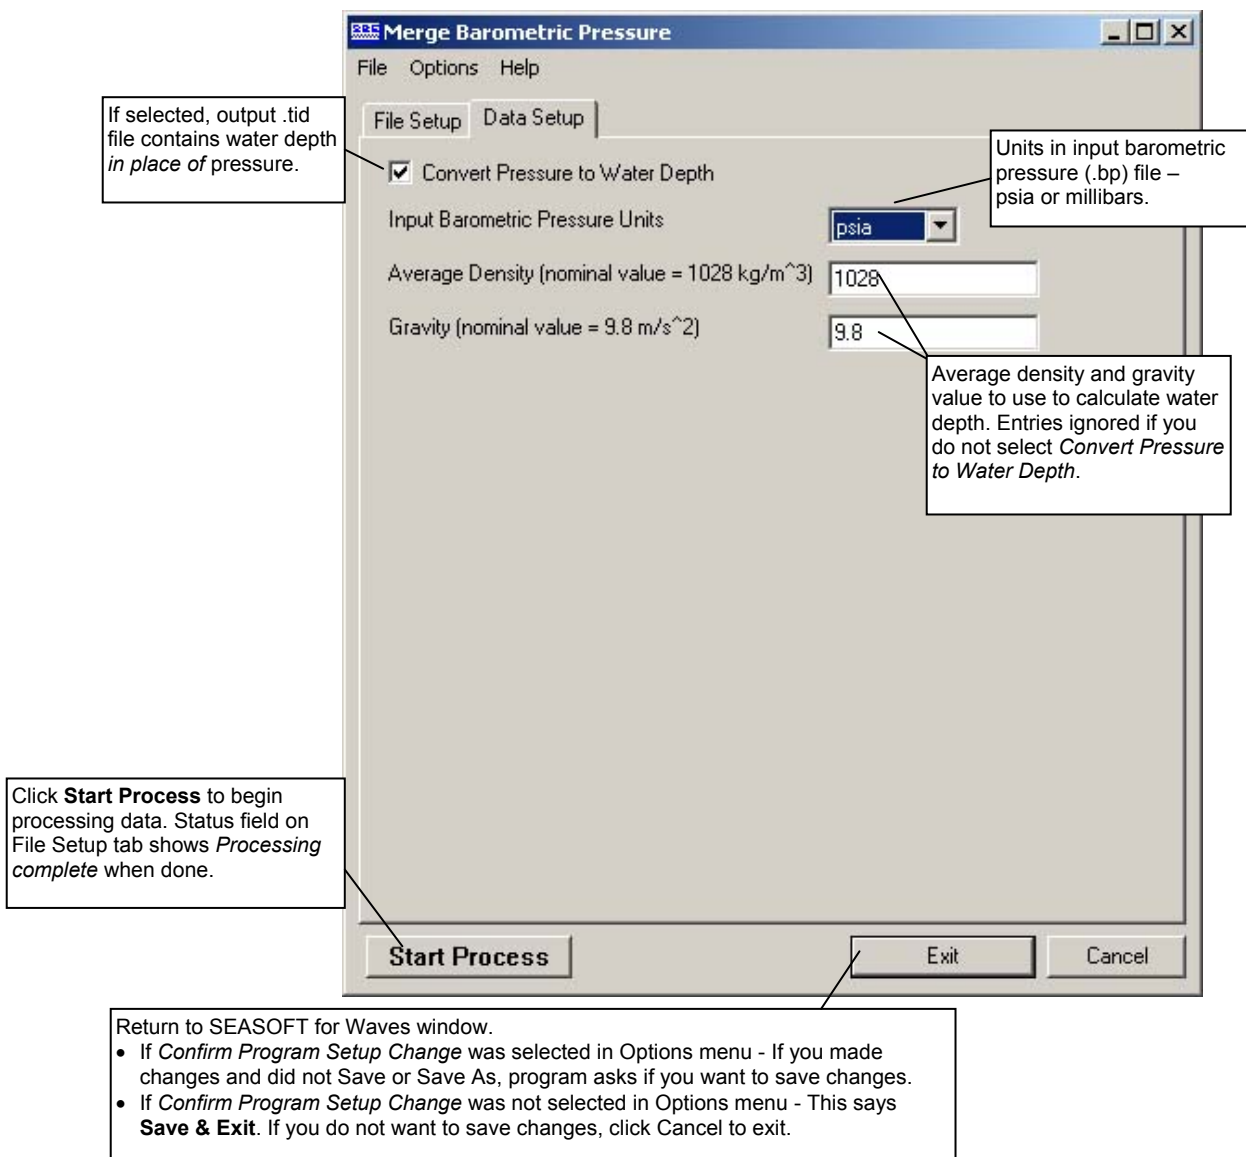 SBE Merge Barometric Pressure
File Options Help
If selected, output .tid
file contains water depth
in place of pressure.
File Setup Data Setup
Units in input barometric
pressure (.bp) file –
psia or millibars.
Convert Pressure to Water Depth
Input Barometric Pressure Units psia
Average Density (nominal value = 1028 kg/m^3) 1028
Gravity (nominal value = 9.8 m/s^2) 9.8
Average density and gravity
value to use to calculate water
depth. Entries ignored if you
do not select Convert Pressure
to Water Depth.
Click Start Process to begin
processing data. Status field on
File Setup tab shows Processing
complete when done.
Start Process Exit Cancel
Return to SEASOFT for Waves window.
• If Confirm Program Setup Change was selected in Options menu - If you made
changes and did not Save or Save As, program asks if you want to save changes.
• If Confirm Program Setup Change was not selected in Options menu - This says
Save & Exit. If you do not want to save changes, click Cancel to exit.